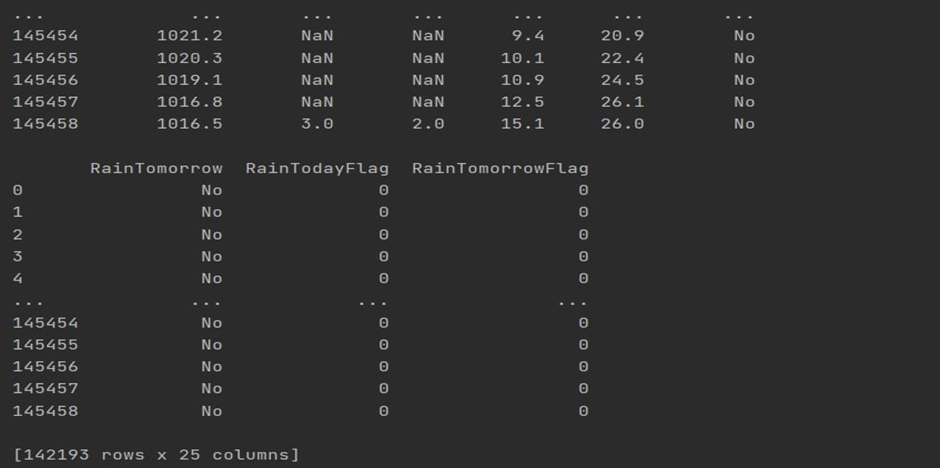 ... ... ... ... ... ... ...
145454 1021.2 NaN NaN 9.4 20.9 No
145455 1020.3 NaN NaN 10.1 22.4 No
145456 1019.1 NaN NaN 10.9 24.5 No
145457 1016.8 NaN NaN 12.5 26.1 No
145458 1016.5 3.0 2.0 15.1 26.0 No
RainTomorrow RainTodayFlag RainTomorrowFlag
0 No 0 0
1 No 0 0
2 No 0 0
3 No 0 0
4 No 0 0
... ... ... ...
145454 No 0 0
145455 No 0 0
145456 No 0 0
145457 No 0 0
145458 No 0 0
[142193 rows x 25 columns]